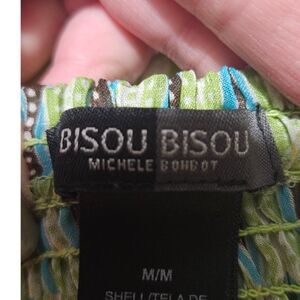 BISOU BISOU
MICHELE BOHBOT
M/M
SHELL/TELA DE